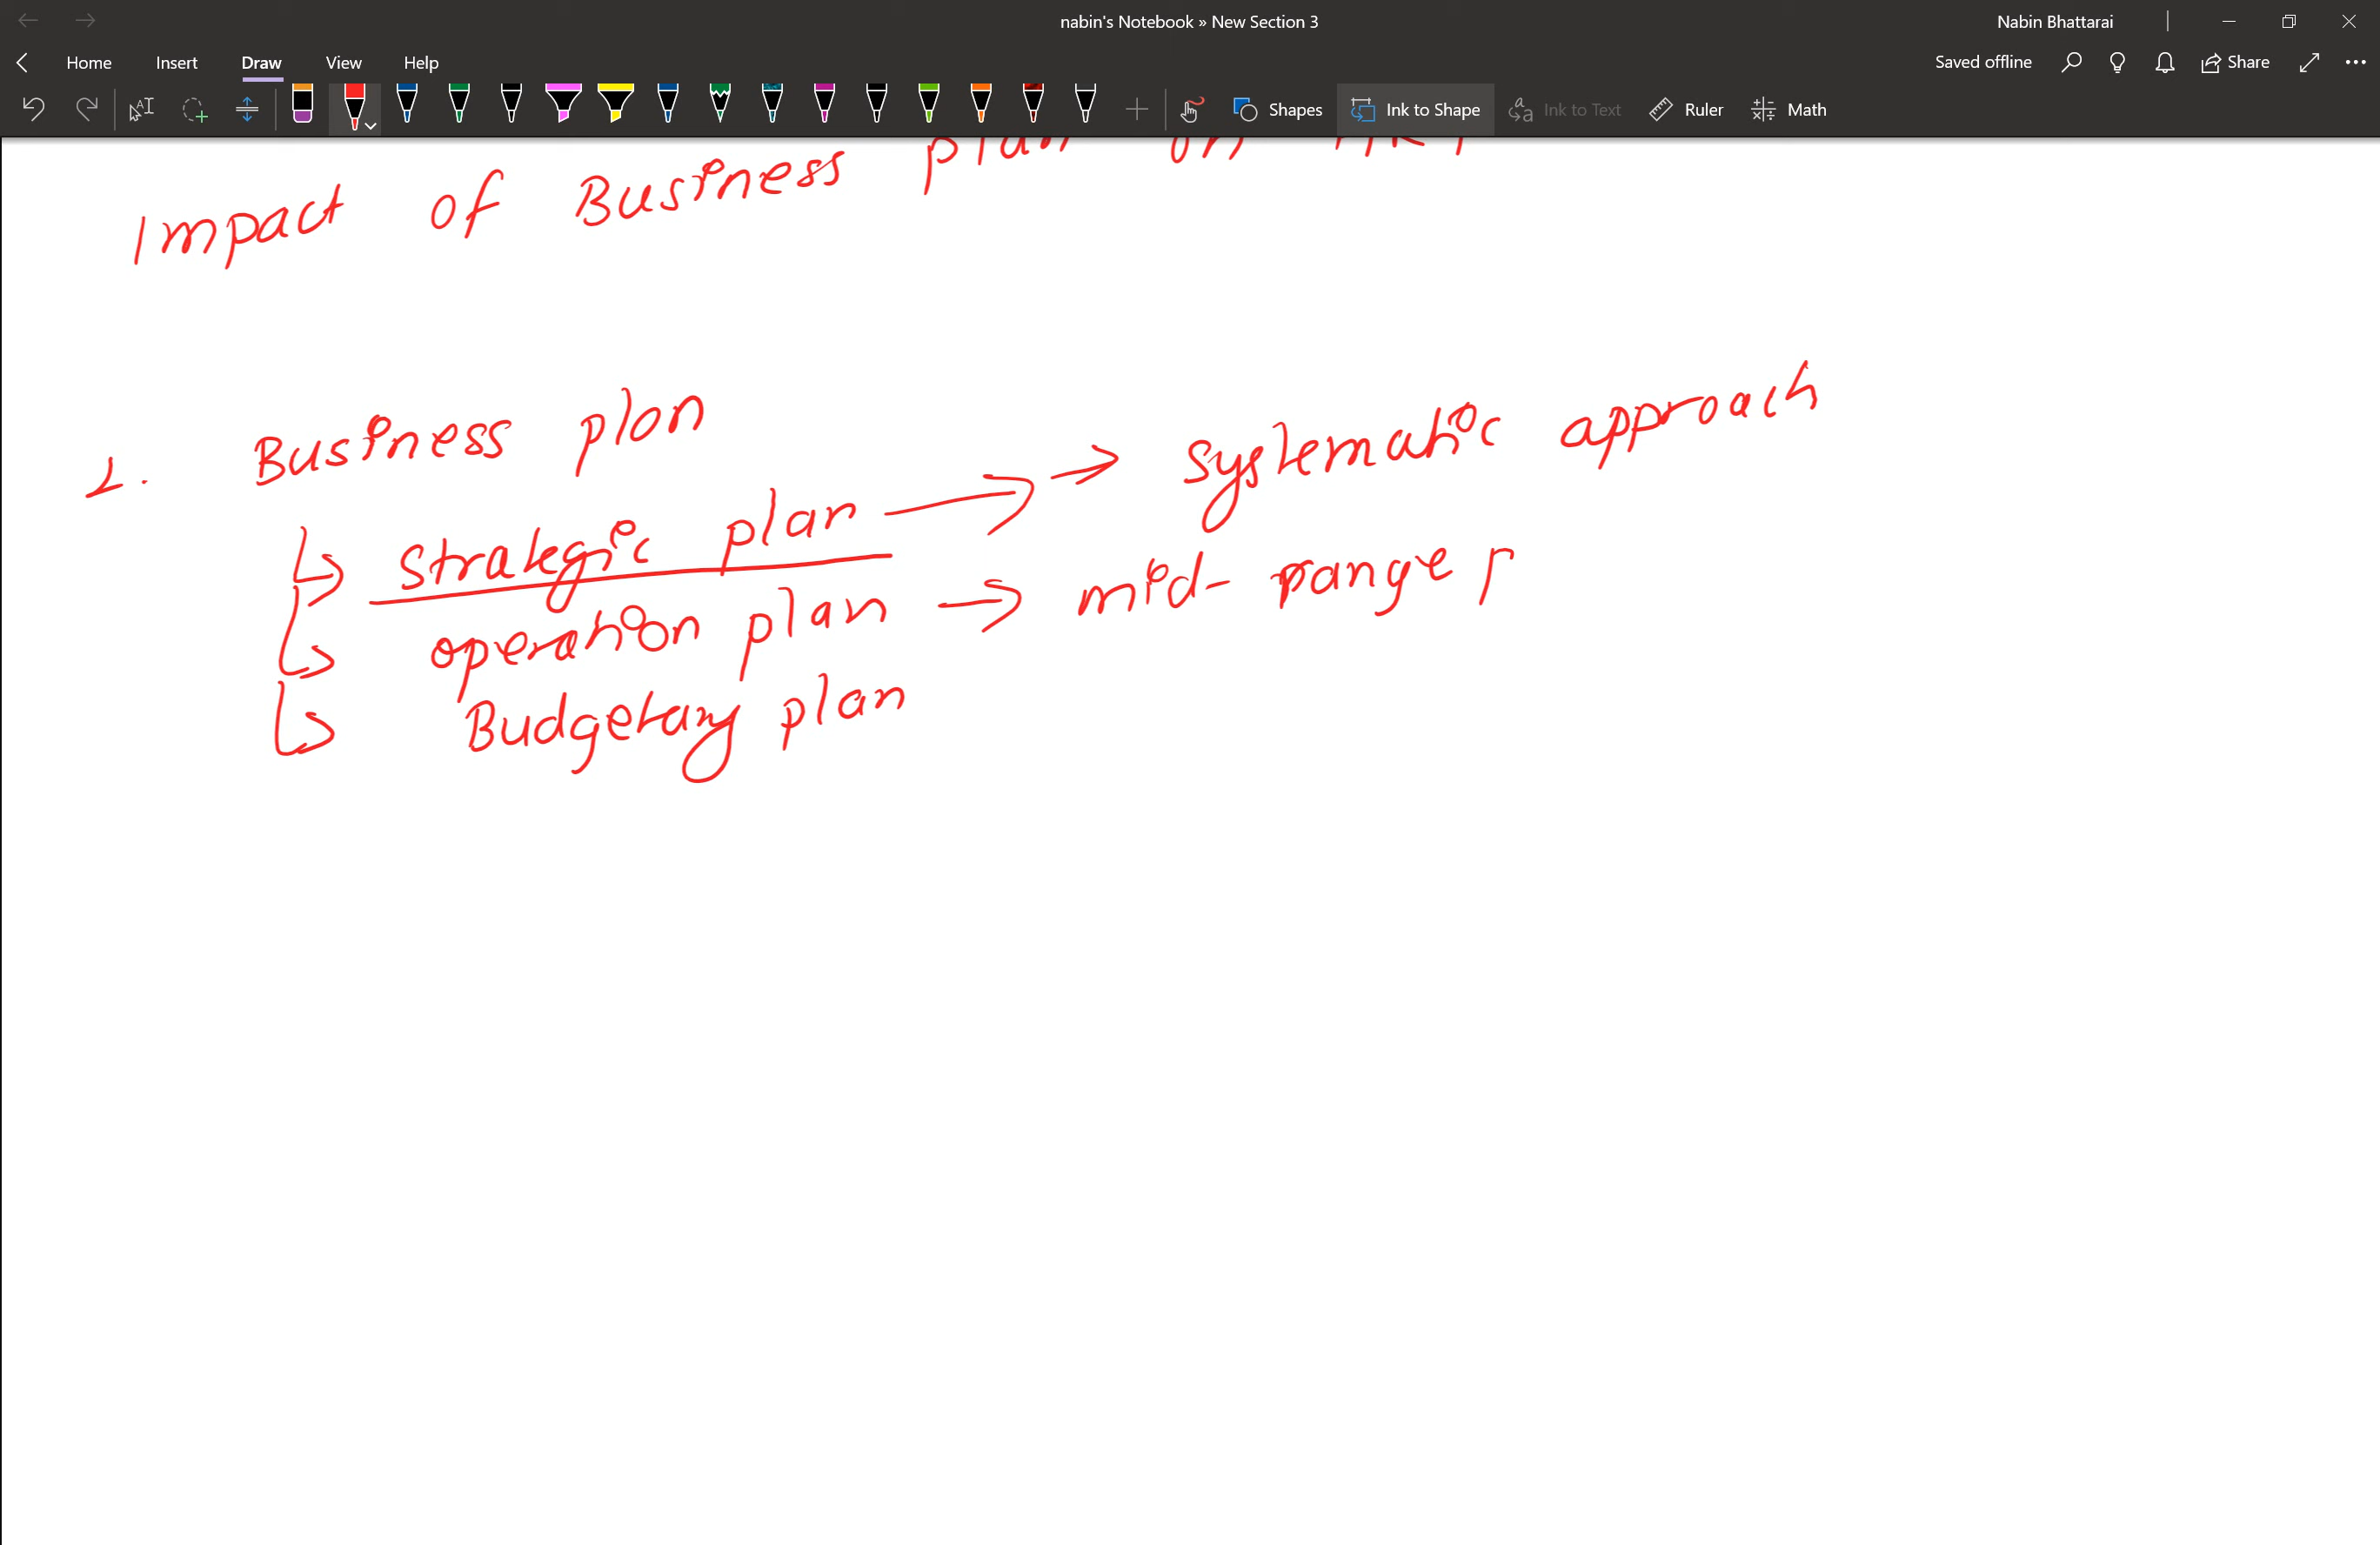 nabin's Notebook » New Section 3
Nabin Bhattarai
Home Insert Draw View Help
Saved offline
Share
Shapes
Ink to Shape
Ink to Text
Ruler
Math
Impact of Business plan on
1. Business plan
strategic plan → → systematic approach
operation plan → mid-range p
Budgetary plan